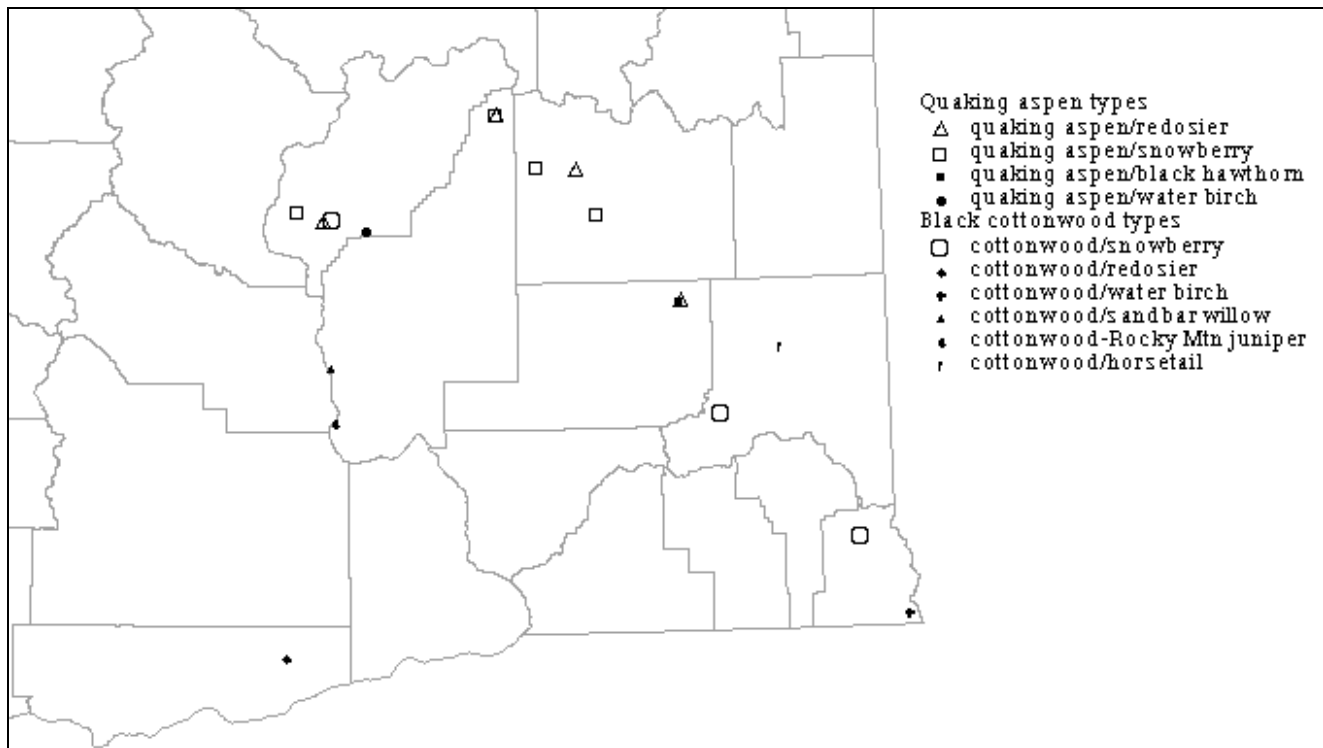 Quaking aspen types
quaking aspen/redosier
quaking aspen/snowberry
quaking aspen/black hawthorn
quaking aspen/water birch
Black cottonwood types
cottonwood/snowberry
cottonwood/redosier
cottonwood/water birch
cottonwood/sandbar willow
cottonwood-Rocky Mtn juniper
cottonwood/horsetail